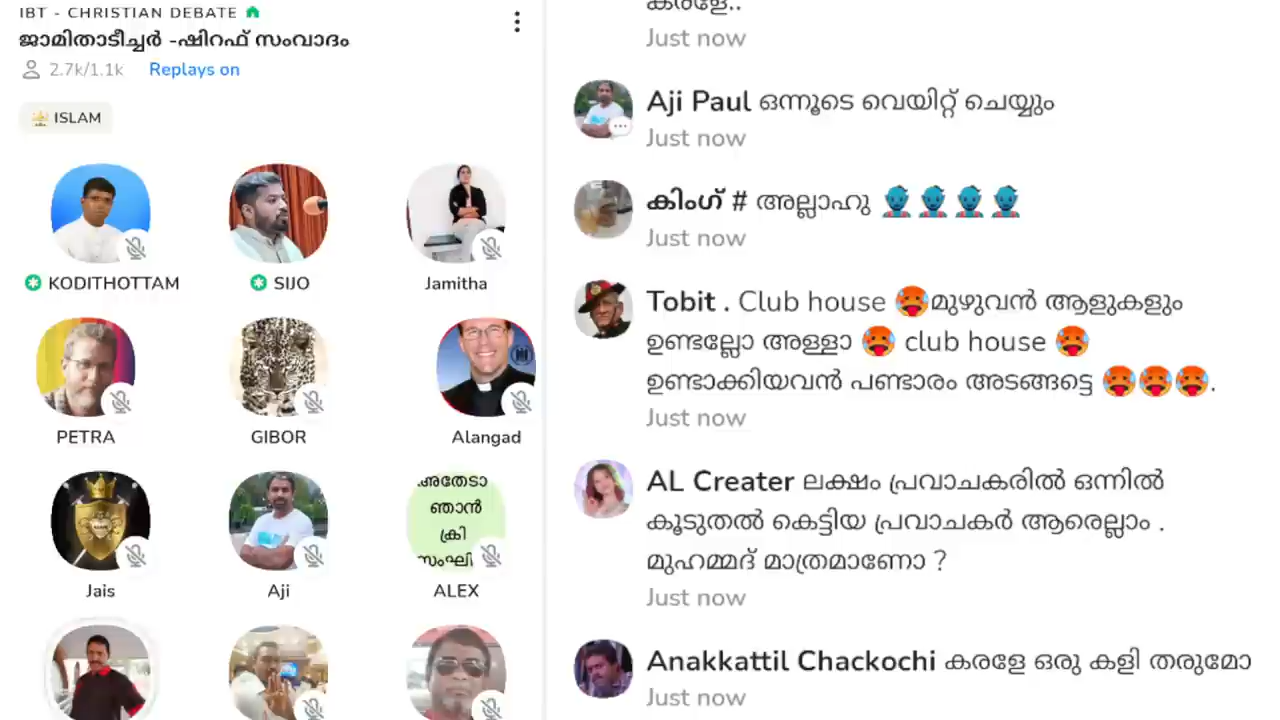 IBT - CHRISTIAN DEBATE
ജാമിതാടീച്ചർ -ഷിറഫ് സംവാദം
2.7k/1.1k Replays on
ISLAM
KODITHOTTAM SIJO Jamitha
PETRA GIBOR Alangad
അതേടാ
ഞാൻ
ക്രി
സംഘി
Jais Aji ALEX
കരളേ..
Just now
Aji Paul ഒന്നൂടെ വെയിറ്റ് ചെയ്യും
Just now
കിംഗ് # അല്ലാഹു
Just now
Tobit . Club house 🥵മുഴുവൻ ആളുകളും
ഉണ്ടല്ലോ അള്ളാ 🥵 club house 🥵
ഉണ്ടാക്കിയവൻ പണ്ടാരം അടങ്ങട്ടെ 🥵🥵🥵.
Just now
AL Creater ലക്ഷം പ്രവാചകരിൽ ഒന്നിൽ
കൂടുതൽ കെട്ടിയ പ്രവാചകർ ആരെല്ലാം .
മുഹമ്മദ് മാത്രമാണോ ?
Just now
Anakkattil Chackochi കരളേ ഒരു കളി തരുമോ
Just now